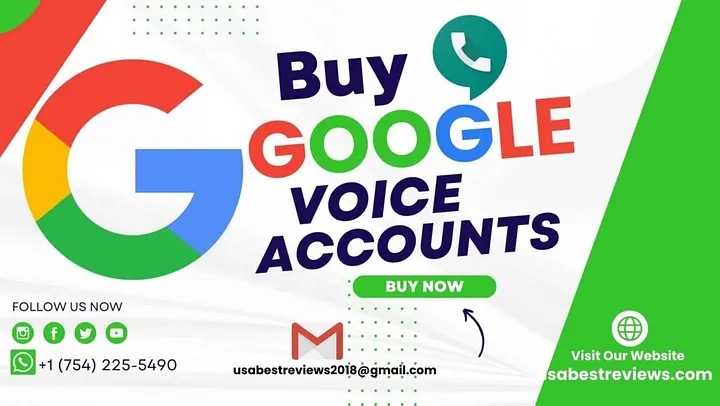 Buy
GOOGLE
VOICE
ACCOUNTS
BUY NOW
FOLLOW US NOW
+1 (754) 225-5490
usabestreviews2018@gmail.com
Visit Our Website
usabestreviews.com